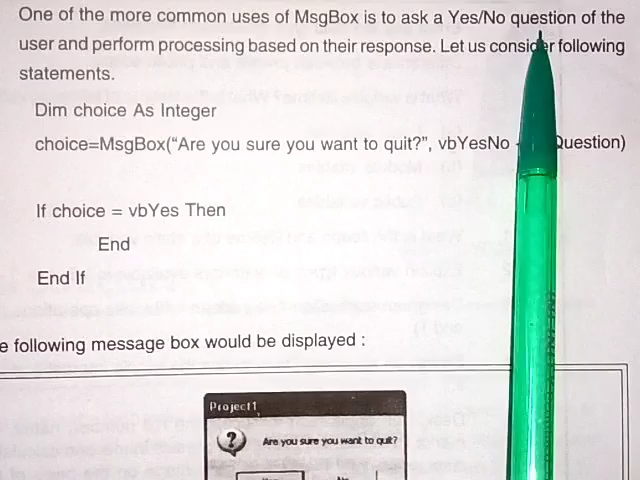 One of the more common uses of MsgBox is to ask a Yes/No question of the
user and perform processing based on their response. Let us consider following
statements.
Dim choice As Integer
choice=MsgBox("Are you sure you want to quit?", vbYesNo Question)
If choice = vbYes Then
End
End If
e following message box would be displayed :
Project1
? Are you sure you want to quit?